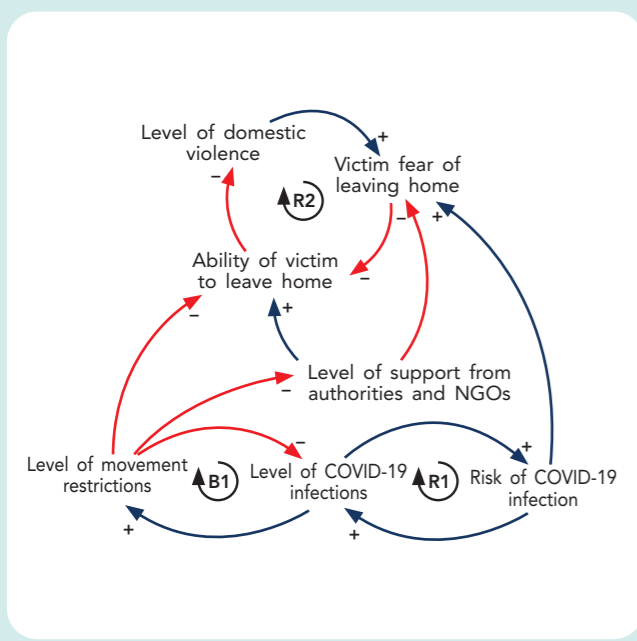 Level of domestic
violence
+
Victim fear of
leaving home
–
R2
–
+
Ability of victim
to leave home
–
–
+
Level of support from
authorities and NGOs
–
–
+
Level of movement
restrictions
B1
Level of COVID-19
infections
R1
Risk of COVID-19
infection
+
+